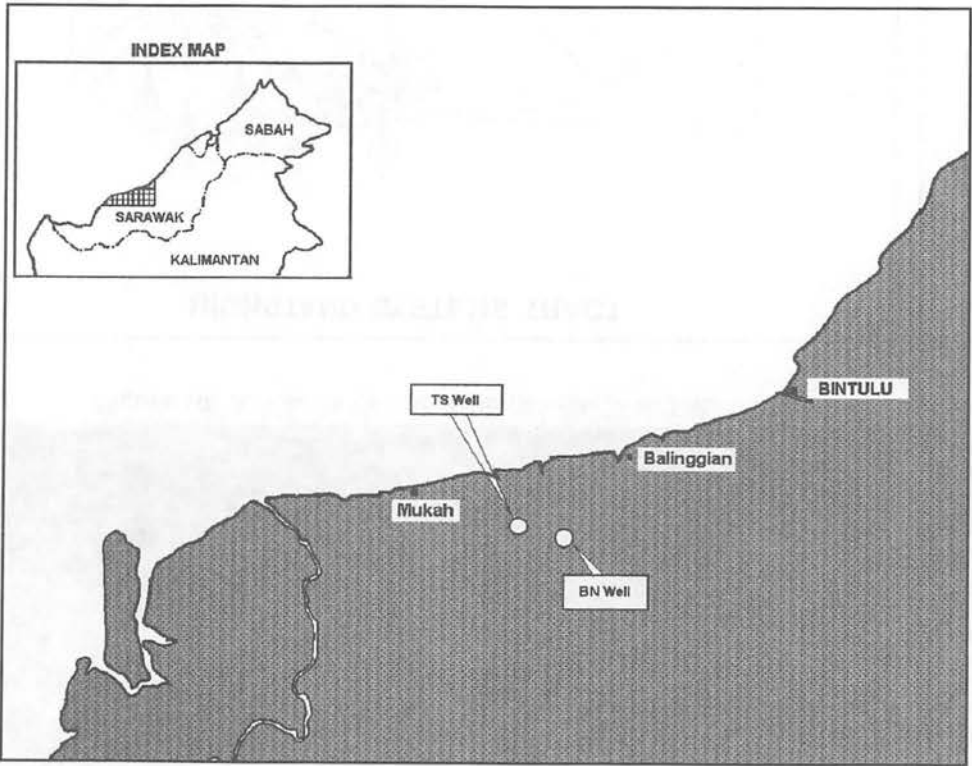 INDEX MAP
SABAH
SARAWAK
KALIMANTAN
BINTULU
TS Well
Balinggian
Mukah
BN Well